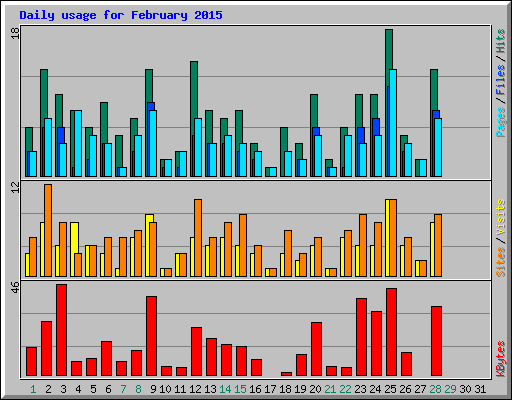 Daily usage for February 2015
18
Pages/Files/Hits
12
Sites/Visits
46
KBytes
1 2 3 4 5 6 7 8 9 10 11 12 13 14 15 16 17 18 19 20 21 22 23 24 25 26 27 28 29 30 31